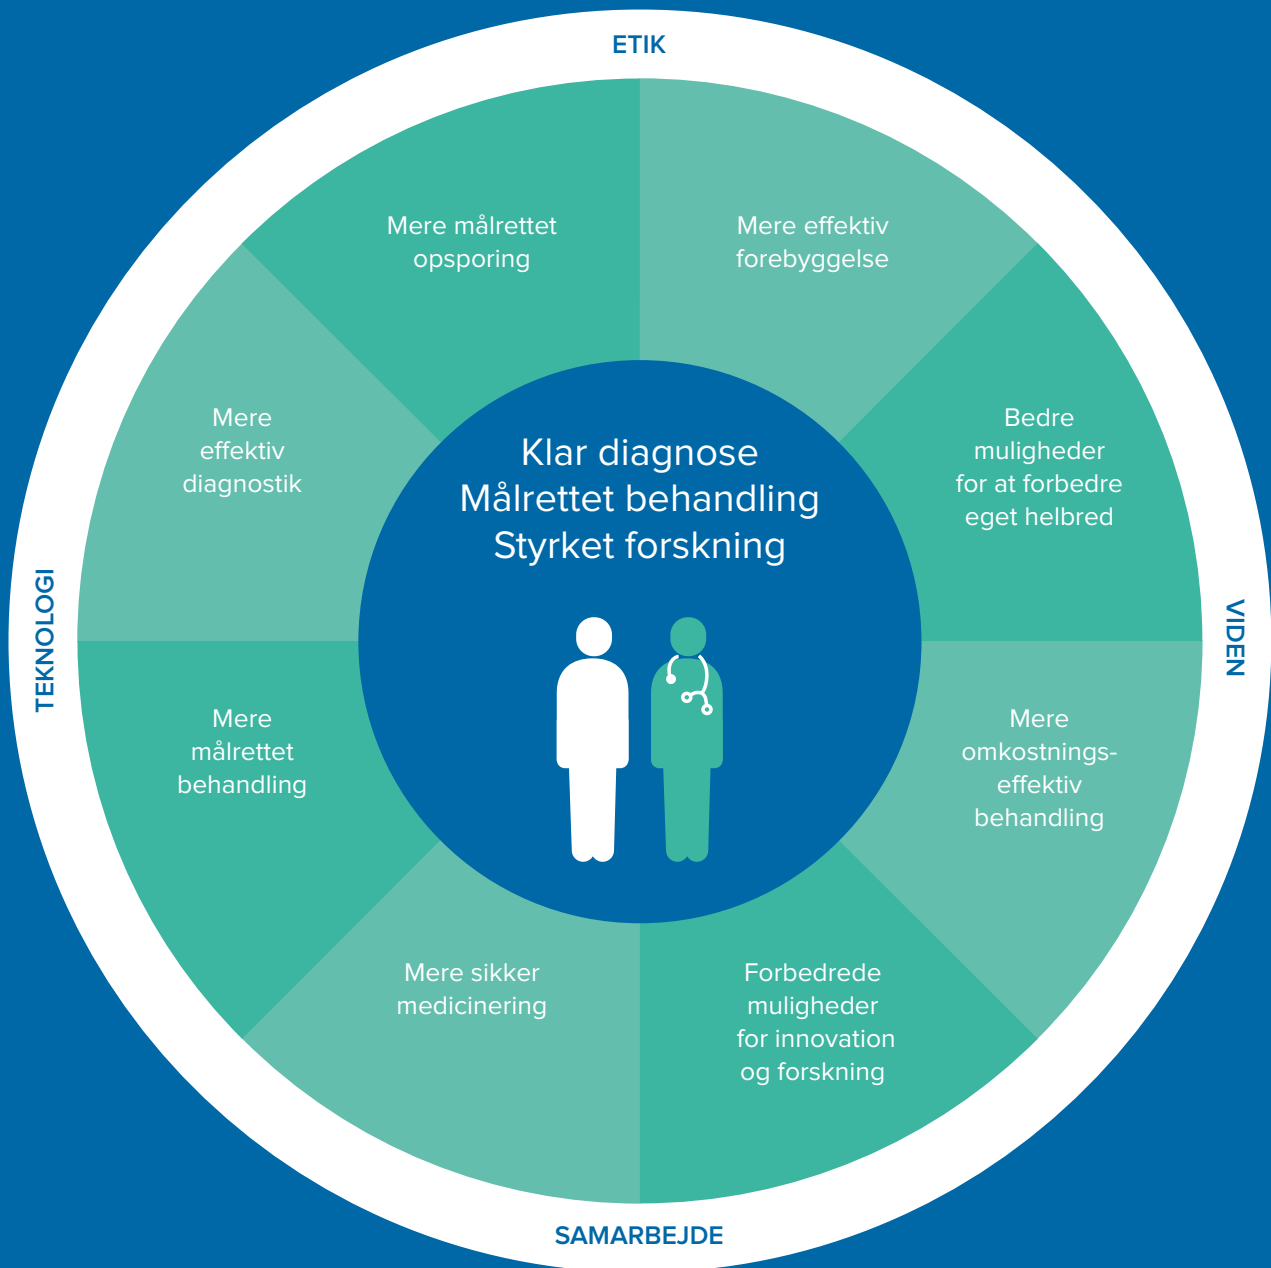 ETIK
Mere målrettet
opsporing
Mere effektiv
forebyggelse
Mere
effektiv
diagnostik
Bedre
muligheder
for at forbedre
eget helbred
Klar diagnose
Målrettet behandling
Styrket forskning
TEKNOLOGI
VIDEN
Mere
målrettet
behandling
Mere
omkostnings-
effektiv
behandling
Mere sikker
medicinering
Forbedrede
muligheder
for innovation
og forskning
SAMARBEJDE